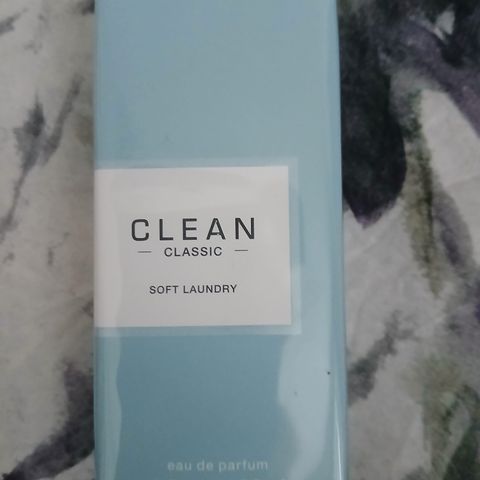 CLEAN
— CLASSIC —
SOFT LAUNDRY
eau de parfum